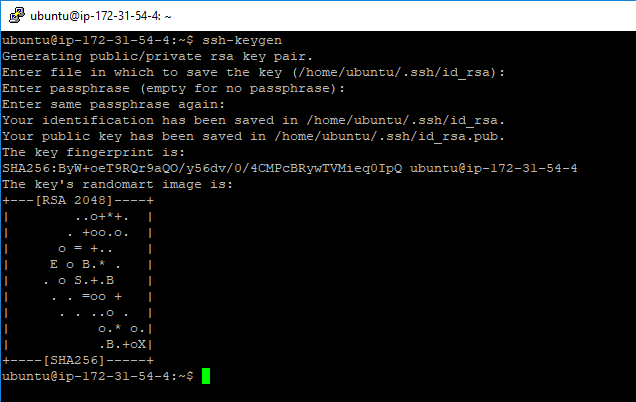 ubuntu@ip-172-31-54-4: ~
ubuntu@ip-172-31-54-4:~$ ssh-keygen
Generating public/private rsa key pair.
Enter file in which to save the key (/home/ubuntu/.ssh/id_rsa):
Enter passphrase (empty for no passphrase):
Enter same passphrase again:
Your identification has been saved in /home/ubuntu/.ssh/id_rsa.
Your public key has been saved in /home/ubuntu/.ssh/id_rsa.pub.
The key fingerprint is:
SHA256:ByW+oeT9RQr9aQO/y56dv/0/4CMPcBRywTVMieq0IpQ ubuntu@ip-172-31-54-4
The key's randomart image is:
+---[RSA 2048]----+
|        ..o+*+.  |
|       . +oo.o.  |
|      o = +..    |
|     E o B.* .   |
|    . o S.+.B    |
|     . . =oo +   |
|      . . ..o .  |
|           o.* o.|
|           .B.+oX|
+----[SHA256]-----+
ubuntu@ip-172-31-54-4:~$